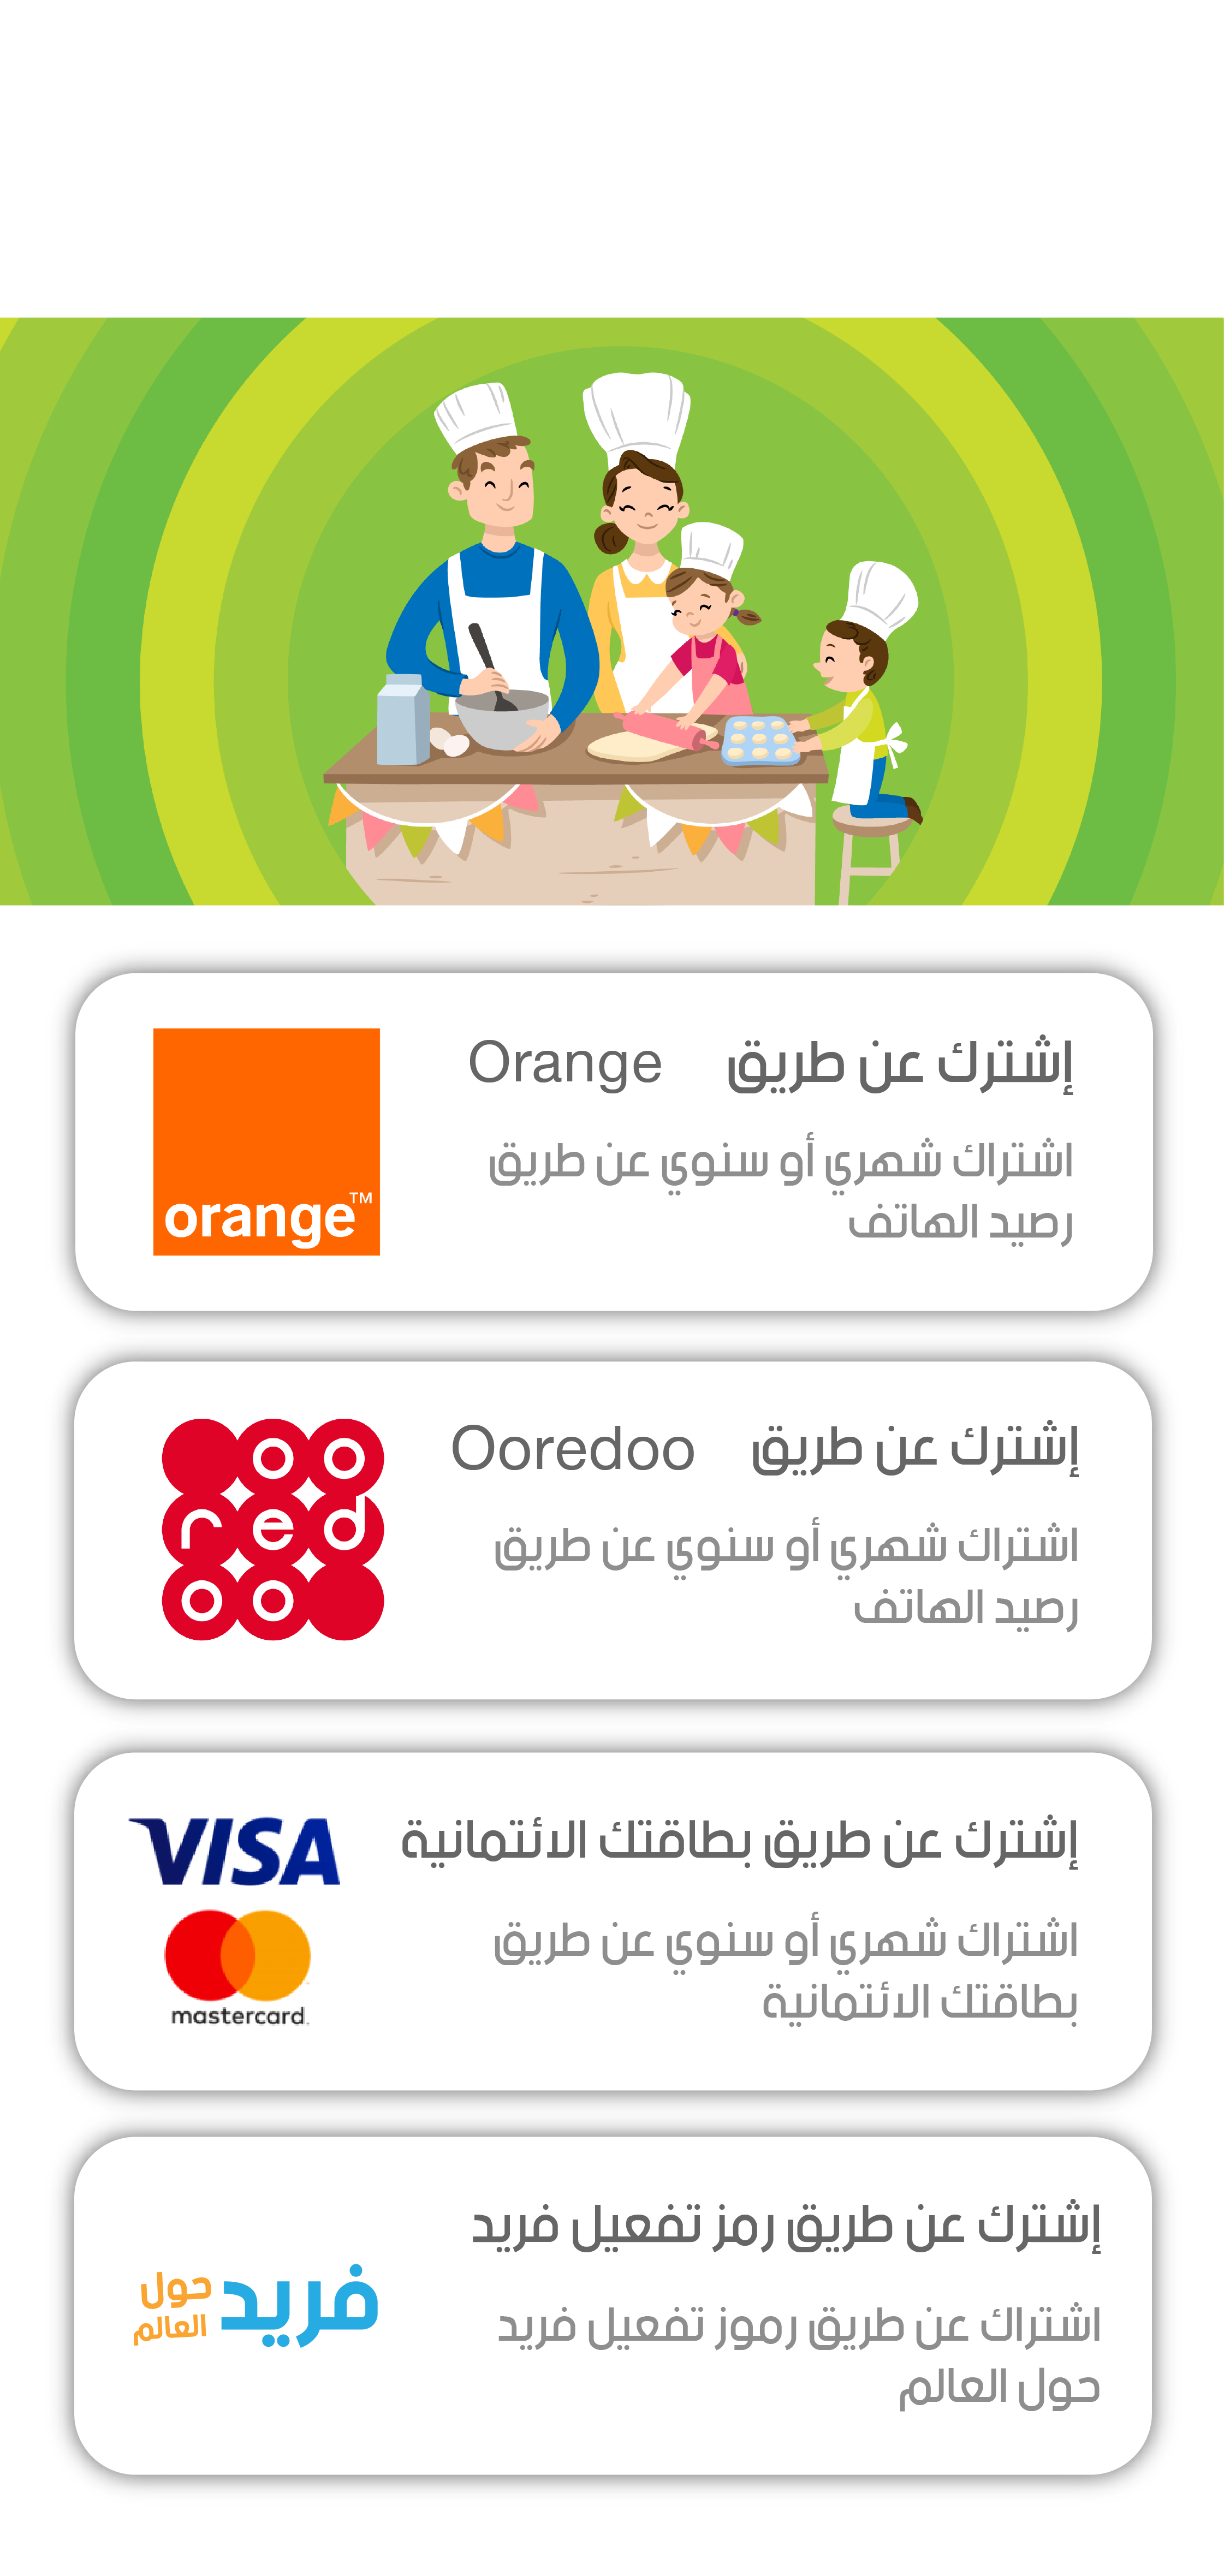 إشترك عن طريق Orange
اشتراك شهري أو سنوي عن طريق
رصيد الهاتف
orange™
إشترك عن طريق Ooredoo
اشتراك شهري أو سنوي عن طريق
رصيد الهاتف
oo
red
oo
إشترك عن طريق بطاقتك الائتمانية
اشتراك شهري أو سنوي عن طريق
بطاقتك الائتمانية
VISA
mastercard.
إشترك عن طريق رمز تفعيل فريد
اشتراك عن طريق رموز تفعيل فريد
حول العالم
فريد حول
العالم